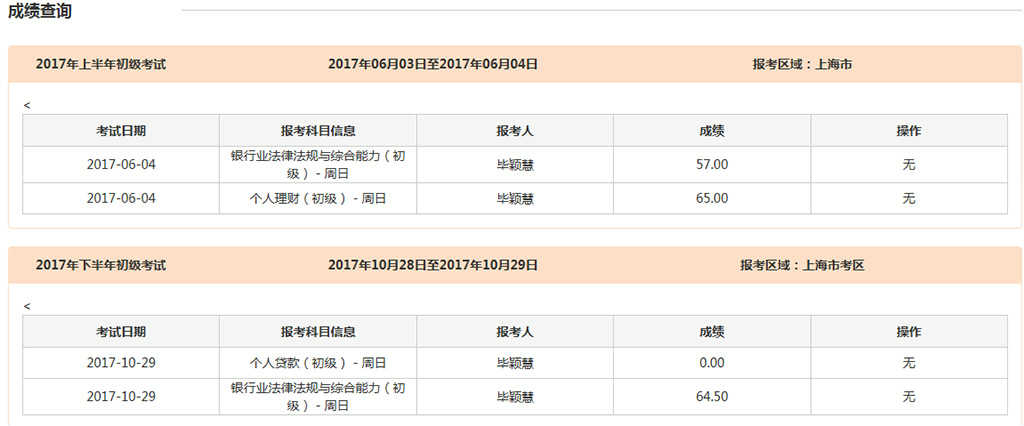 成绩查询
2017年上半年初级考试 2017年06月03日至2017年06月04日 报考区域：上海市
<
考试日期 报考科目信息 报考人 成绩 操作
2017-06-04 银行业法律法规与综合能力（初级） - 周日 毕颖慧 57.00 无
2017-06-04 个人理财（初级） - 周日 毕颖慧 65.00 无
2017年下半年初级考试 2017年10月28日至2017年10月29日 报考区域：上海市考区
<
考试日期 报考科目信息 报考人 成绩 操作
2017-10-29 个人贷款（初级） - 周日 毕颖慧 0.00 无
2017-10-29 银行业法律法规与综合能力（初级） - 周日 毕颖慧 64.50 无